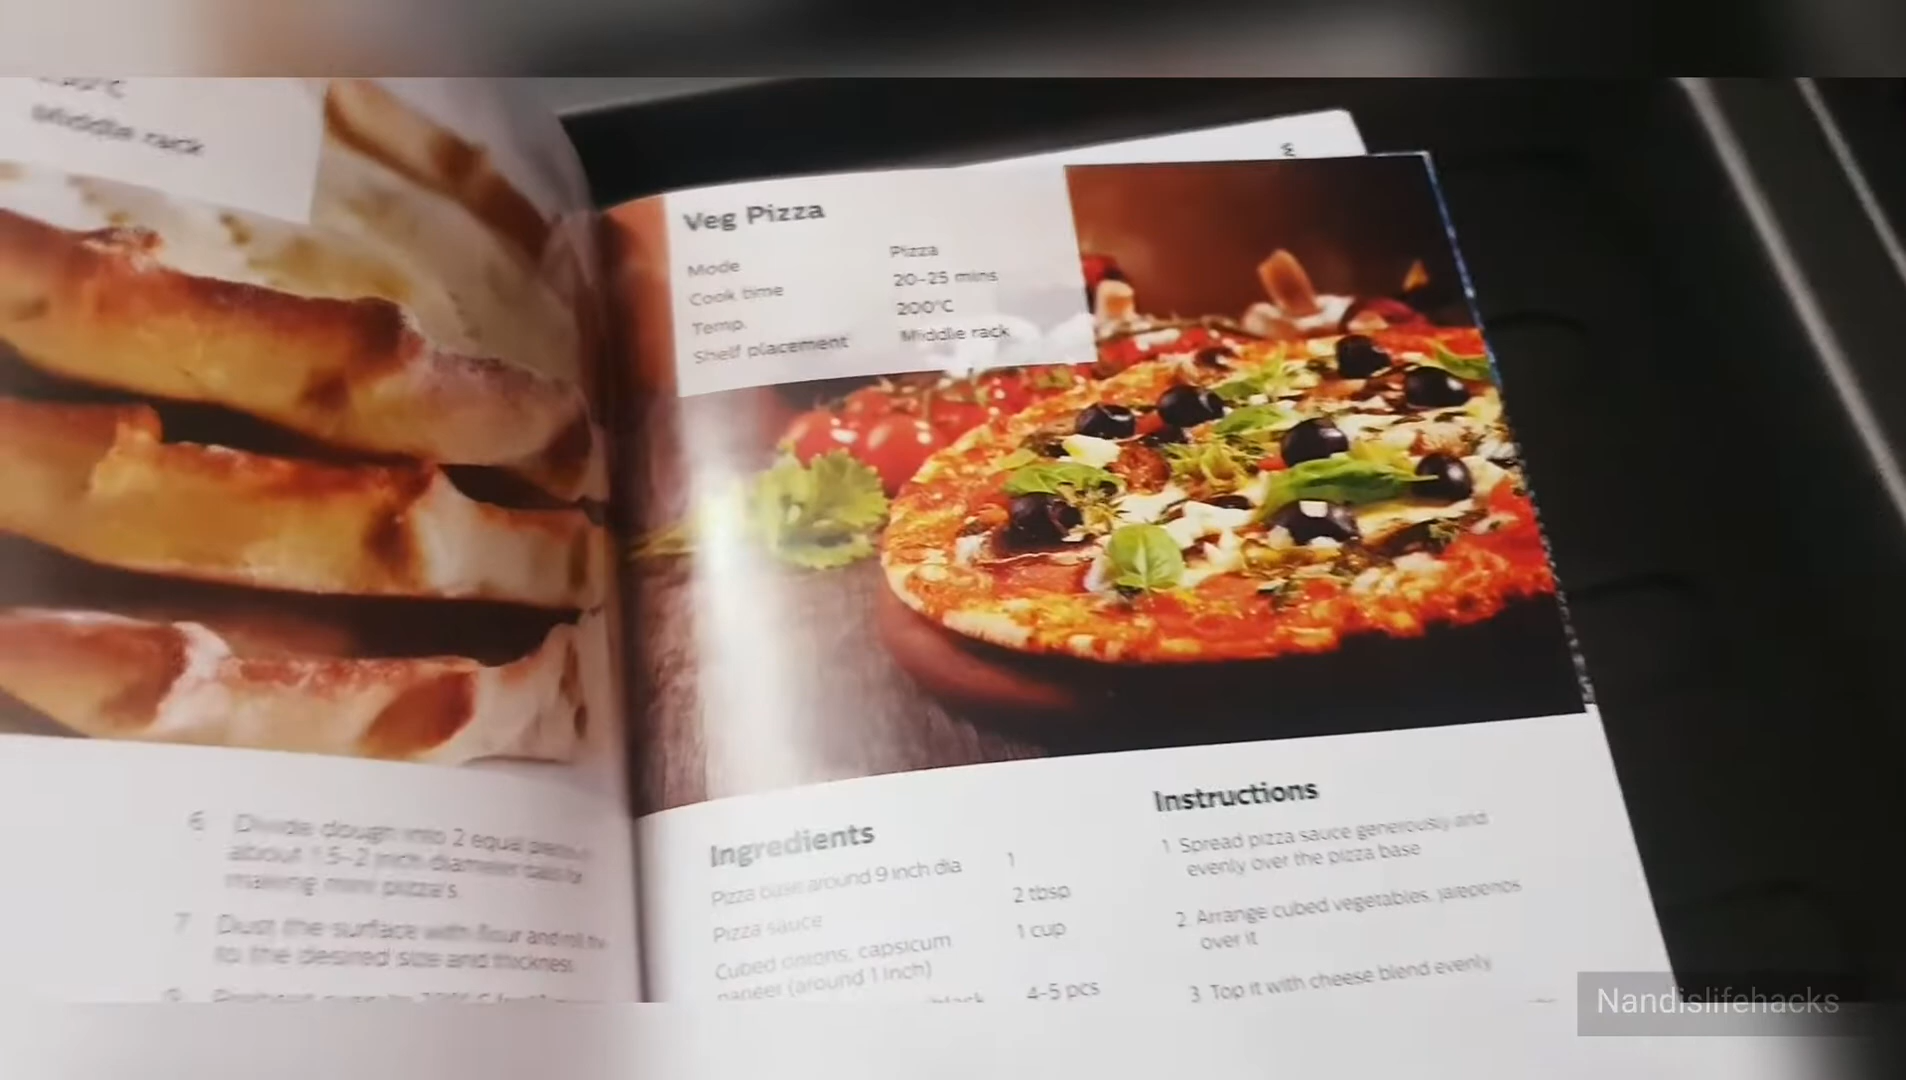 Middle rack
6 Divide dough into 2 equal
about 1.5-2 inch diameter balls for
making mini pizza's.
7 Dust the surface with flour and roll the
to the desired size and thickness
Veg Pizza
Mode Pizza
Cook time 20-25 mins
Temp. 200°C
Shelf placement Middle rack
Ingredients
Pizza base around 9 inch dia 1
Pizza sauce 2 tbsp
Cubed onions, capsicum 1 cup
paneer (around 1 inch)
black 4-5 pcs
Instructions
1 Spread pizza sauce generously and
evenly over the pizza base
2 Arrange cubed vegetables, jalepenos
over it
3 Top it with cheese blend evenly
Nandislifehacks